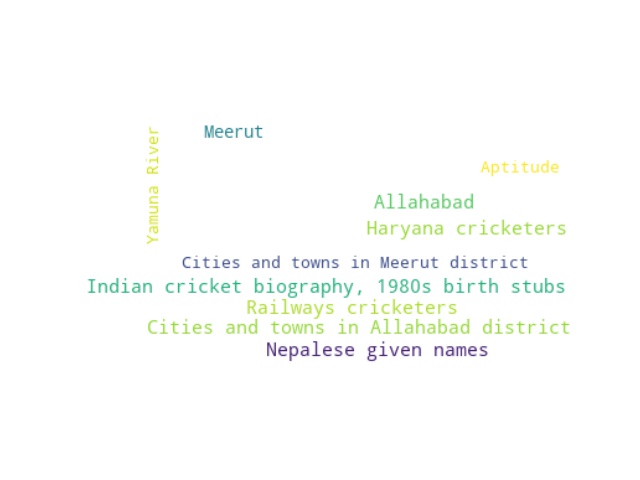 Meerut
Yamuna River
Aptitude
Allahabad
Haryana cricketers
Cities and towns in Meerut district
Indian cricket biography, 1980s birth stubs
Railways cricketers
Cities and towns in Allahabad district
Nepalese given names